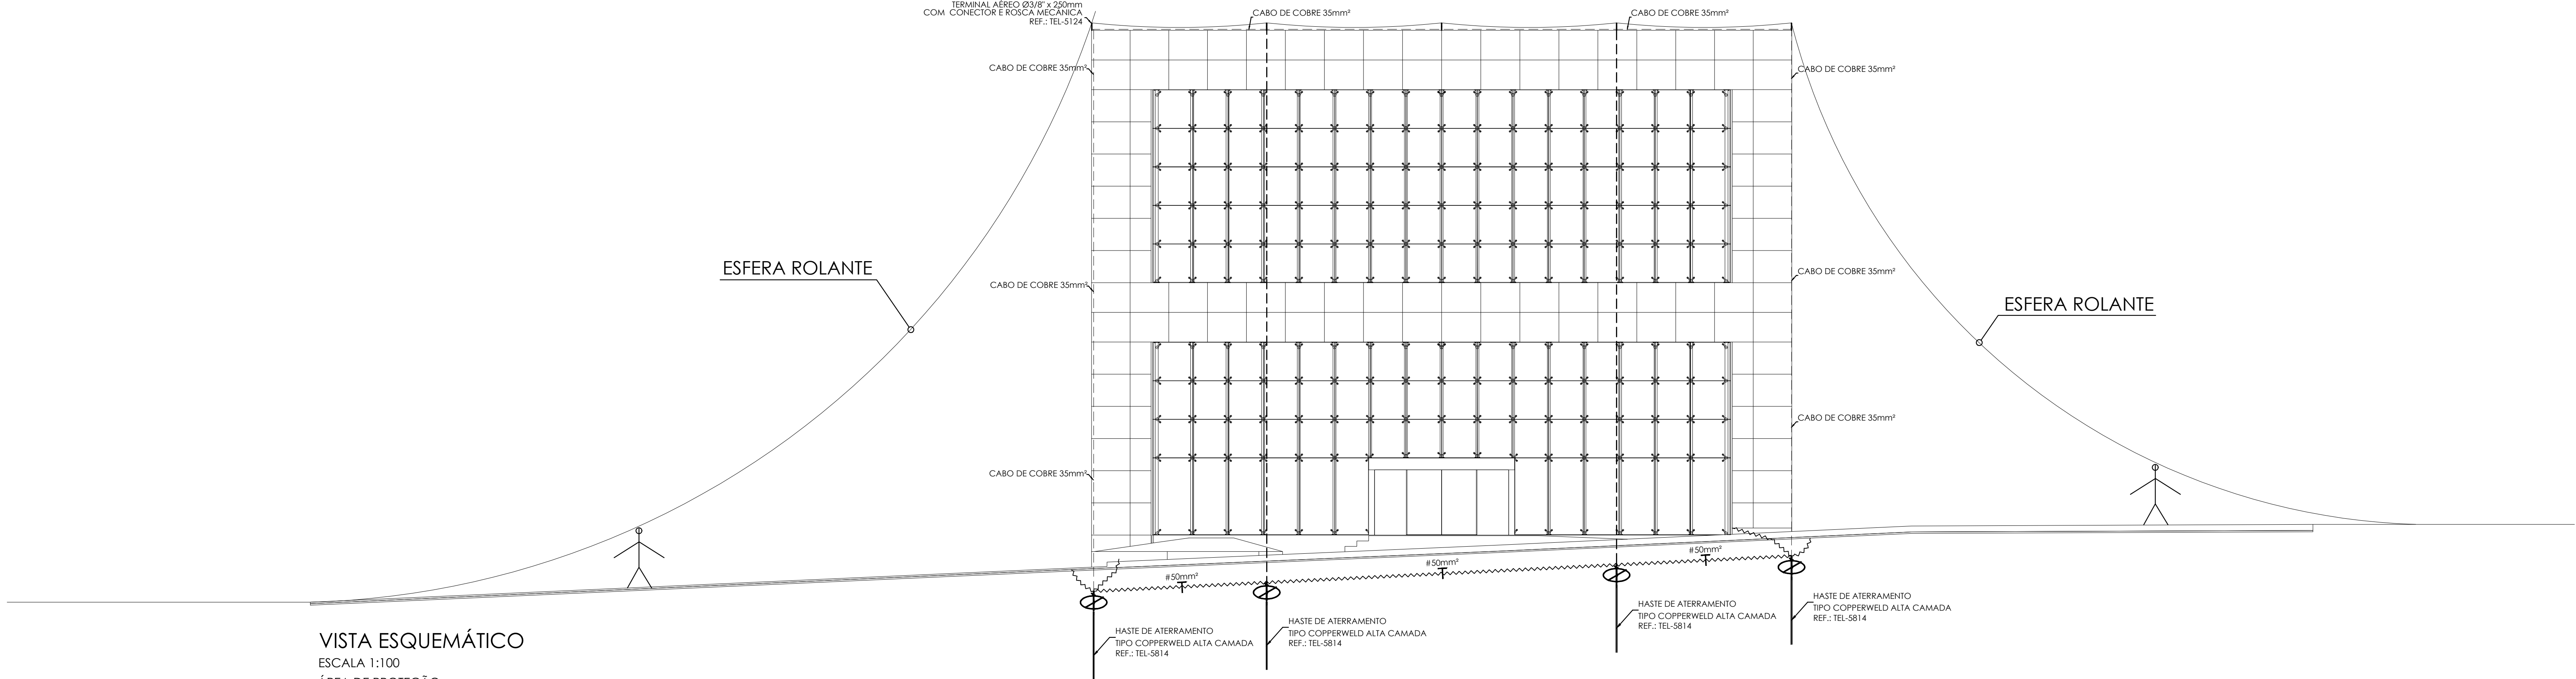 TERMINAL AÉREO Ø3/8" x 250mm
COM CONECTOR E ROSCA MECÂNICA
REF.: TEL-5124
CABO DE COBRE 35mm²
CABO DE COBRE 35mm²
CABO DE COBRE 35mm²
CABO DE COBRE 35mm²
ESFERA ROLANTE
CABO DE COBRE 35mm²
CABO DE COBRE 35mm²
ESFERA ROLANTE
CABO DE COBRE 35mm²
CABO DE COBRE 35mm²
#50mm²
#50mm²
#50mm²
HASTE DE ATERRAMENTO
TIPO COPPERWELD ALTA CAMADA
REF.: TEL-5814
HASTE DE ATERRAMENTO
TIPO COPPERWELD ALTA CAMADA
REF.: TEL-5814
HASTE DE ATERRAMENTO
TIPO COPPERWELD ALTA CAMADA
REF.: TEL-5814
HASTE DE ATERRAMENTO
TIPO COPPERWELD ALTA CAMADA
REF.: TEL-5814
VISTA ESQUEMÁTICO
ESCALA 1:100
ÁREA DE PROTEÇÃO